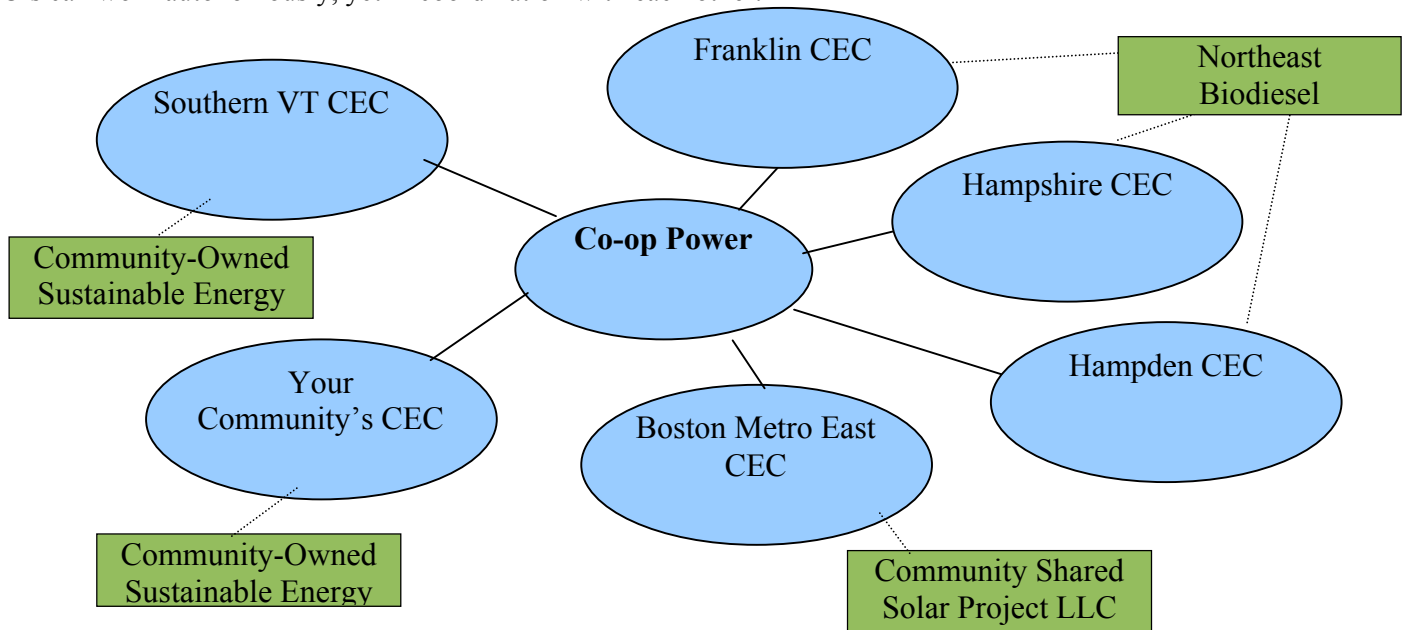 Franklin CEC
Northeast
Biodiesel
Southern VT CEC
Hampshire CEC
Co-op Power
Community-Owned
Sustainable Energy
Hampden CEC
Your
Community’s CEC
Boston Metro East
CEC
Community-Owned
Sustainable Energy
Community Shared
Solar Project LLC